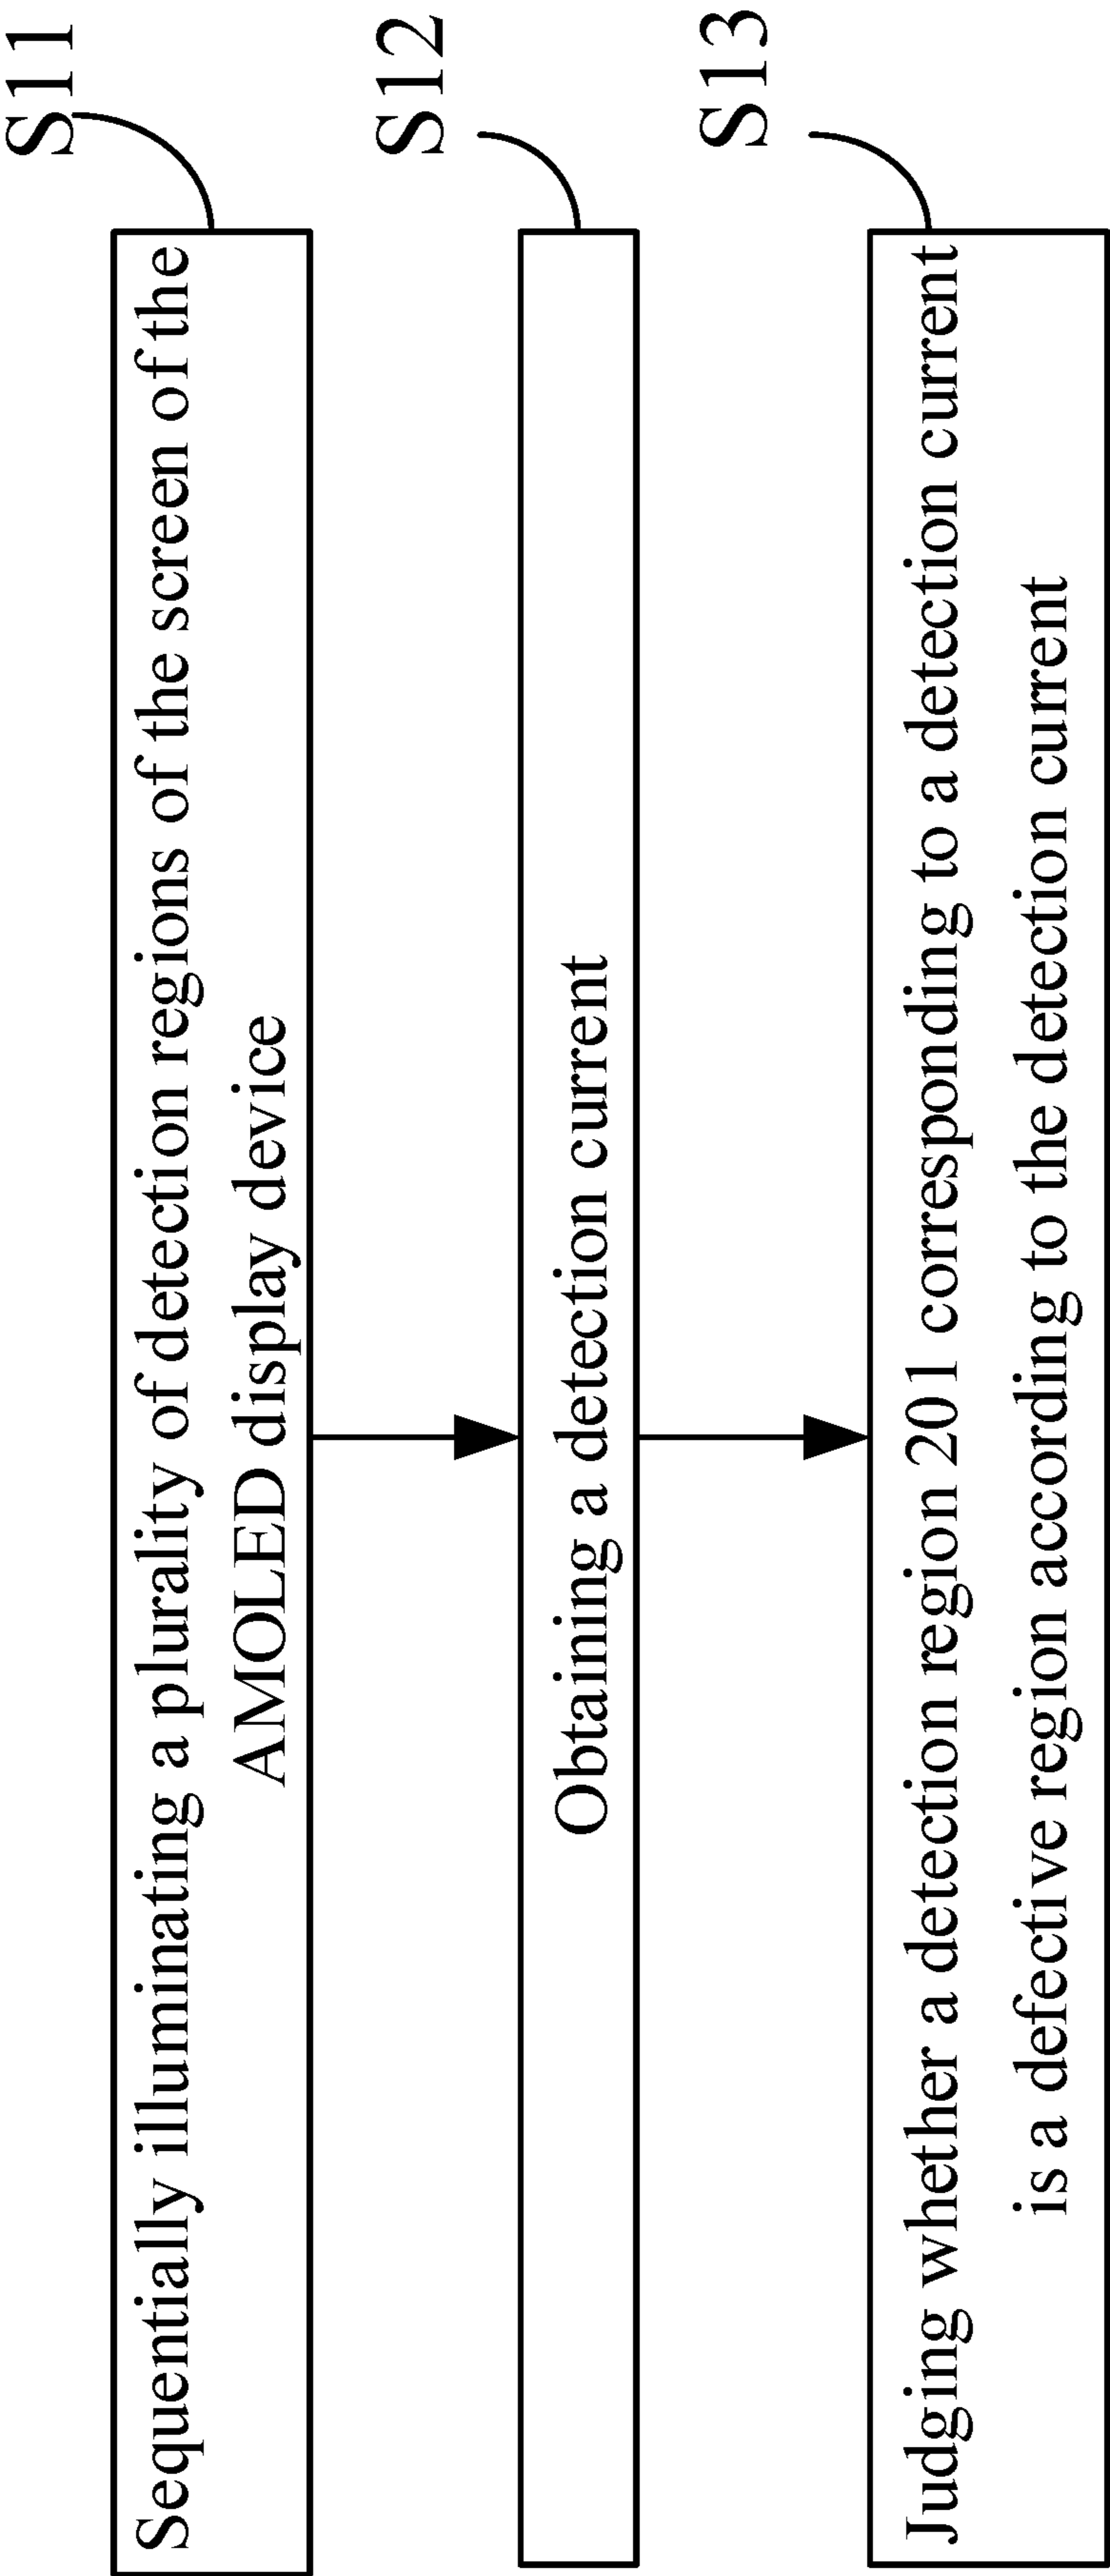 Sequentially illuminating a plurality of detection regions of the screen of the
AMOLED display device
S11
Obtaining a detection current
S12
Judging whether a detection region 201 corresponding to a detection current
is a defective region according to the detection current
S13